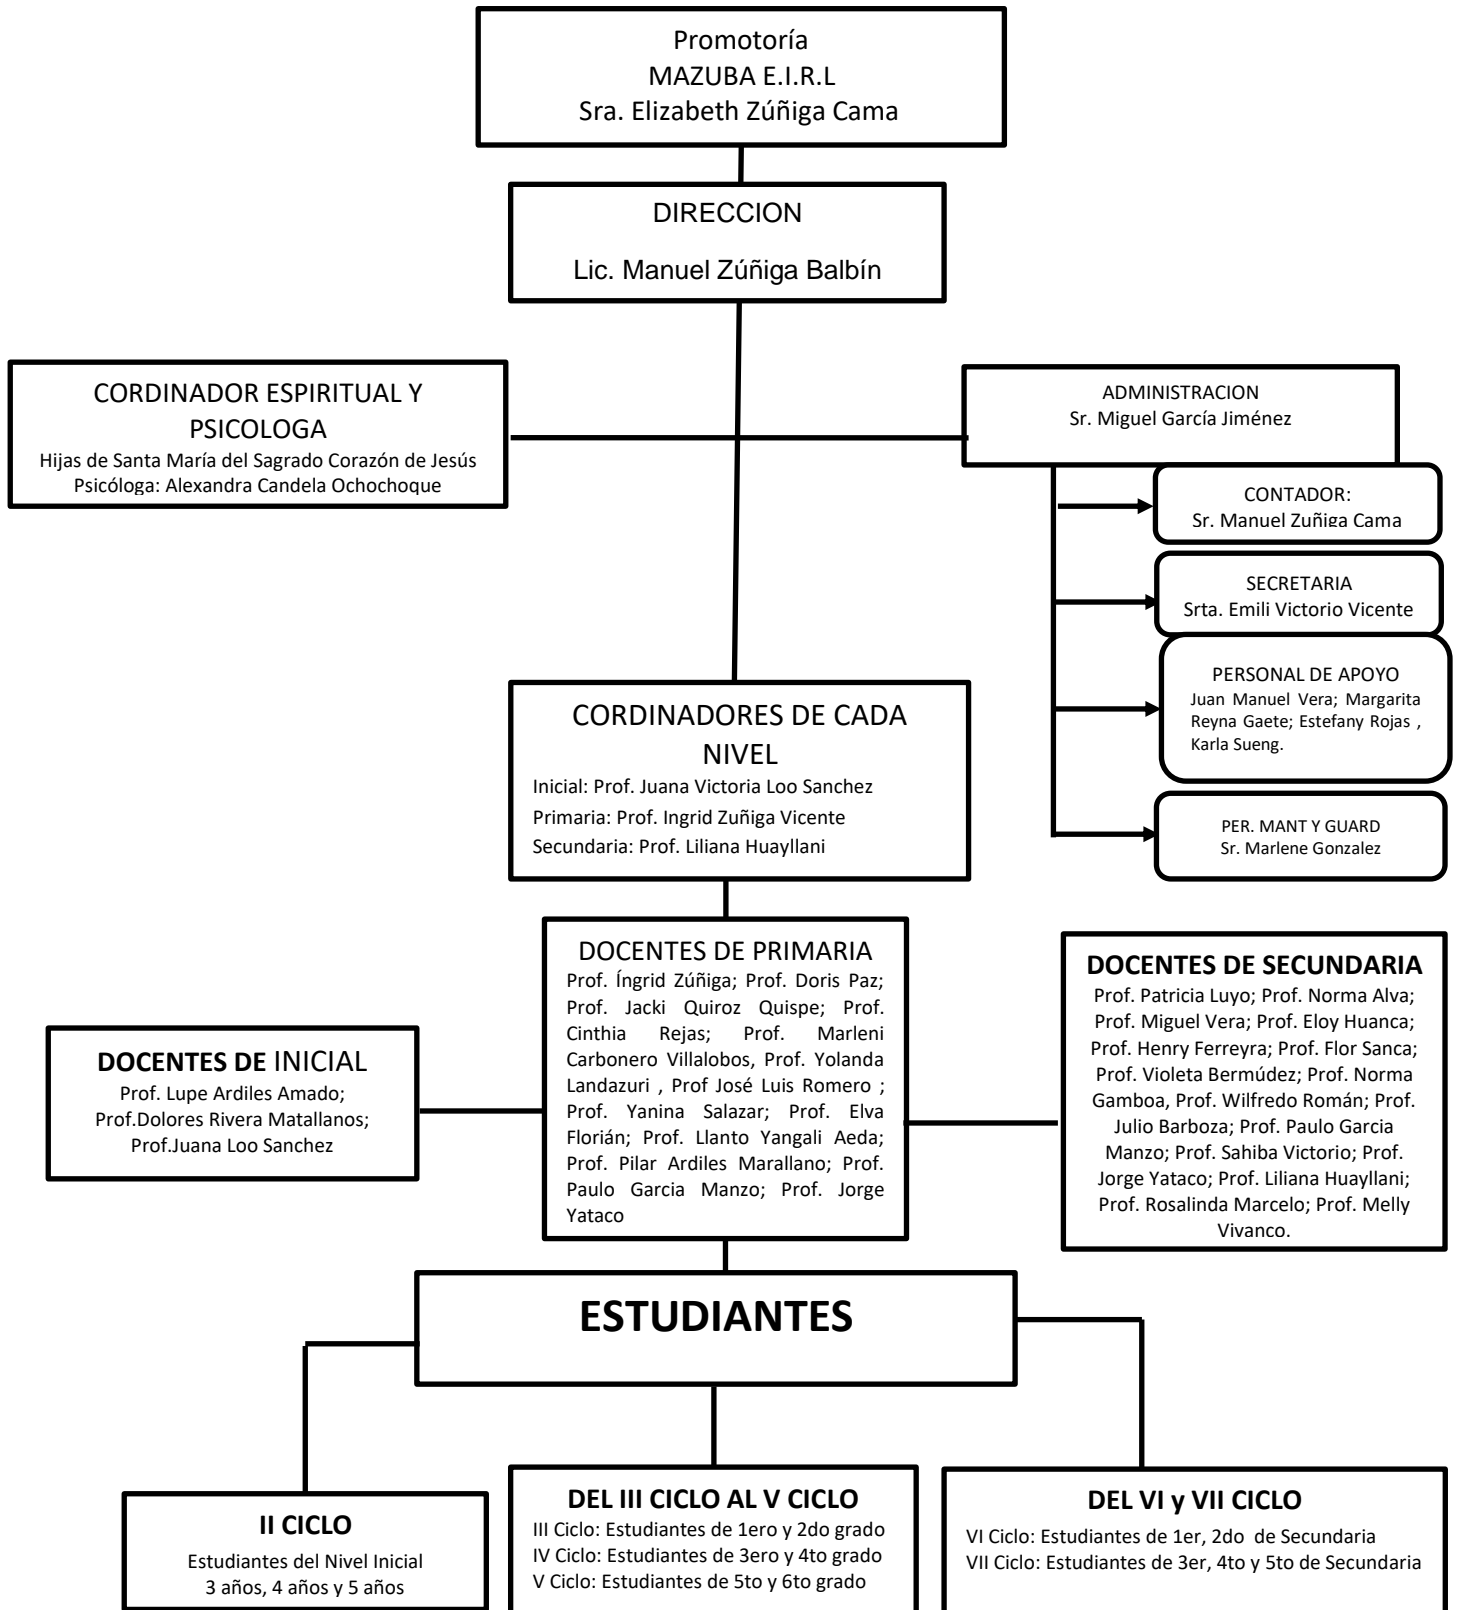 Promotoría
MAZUBA E.I.R.L
Sra. Elizabeth Zúñiga Cama
DIRECCION
Lic. Manuel Zúñiga Balbín
CORDINADOR ESPIRITUAL Y
PSICOLOGA
Hijas de Santa María del Sagrado Corazón de Jesús
Psicóloga: Alexandra Candela Ochochoque
ADMINISTRACION
Sr. Miguel García Jiménez
CONTADOR:
Sr. Manuel Zuñiga Cama
SECRETARIA
Srta. Emili Victorio Vicente
PERSONAL DE APOYO
Juan Manuel Vera; Margarita
Reyna Gaete; Estefany Rojas ,
Karla Sueng.
PER. MANT Y GUARD
Sr. Marlene Gonzalez
CORDINADORES DE CADA
NIVEL
Inicial: Prof. Juana Victoria Loo Sanchez
Primaria: Prof. Ingrid Zuñiga Vicente
Secundaria: Prof. Liliana Huayllani
DOCENTES DE INICIAL
Prof. Lupe Ardiles Amado;
Prof.Dolores Rivera Matallanos;
Prof.Juana Loo Sanchez
DOCENTES DE PRIMARIA
Prof. Íngrid Zúñiga; Prof. Doris Paz;
Prof. Jacki Quiroz Quispe; Prof.
Cinthia Rejas; Prof. Marleni
Carbonero Villalobos, Prof. Yolanda
Landazuri , Prof José Luis Romero ;
Prof. Yanina Salazar; Prof. Elva
Florián; Prof. Llanto Yangali Aeda;
Prof. Pilar Ardiles Marallano; Prof.
Paulo Garcia Manzo; Prof. Jorge
Yataco
DOCENTES DE SECUNDARIA
Prof. Patricia Luyo; Prof. Norma Alva;
Prof. Miguel Vera; Prof. Eloy Huanca;
Prof. Henry Ferreyra; Prof. Flor Sanca;
Prof. Violeta Bermúdez; Prof. Norma
Gamboa, Prof. Wilfredo Román; Prof.
Julio Barboza; Prof. Paulo Garcia
Manzo; Prof. Sahiba Victorio; Prof.
Jorge Yataco; Prof. Liliana Huayllani;
Prof. Rosalinda Marcelo; Prof. Melly
Vivanco.
ESTUDIANTES
II CICLO
Estudiantes del Nivel Inicial
3 años, 4 años y 5 años
DEL III CICLO AL V CICLO
III Ciclo: Estudiantes de 1ero y 2do grado
IV Ciclo: Estudiantes de 3ero y 4to grado
V Ciclo: Estudiantes de 5to y 6to grado
DEL VI y VII CICLO
VI Ciclo: Estudiantes de 1er, 2do de Secundaria
VII Ciclo: Estudiantes de 3er, 4to y 5to de Secundaria